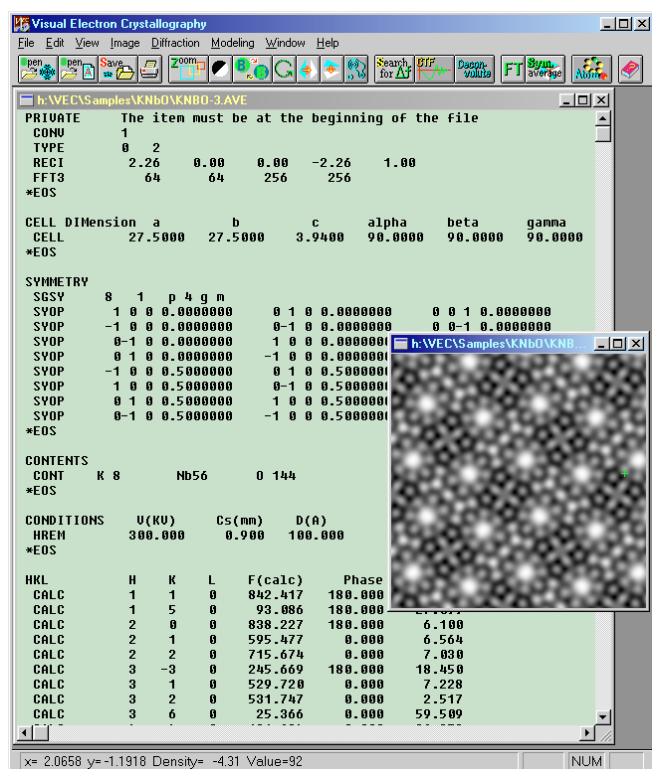 Visual Electron Crystallography
File Edit View Image Diffraction Modeling Window Help
Open Open Save Zoom B Search for Δf CTF Decon-voluta FT Sym. average
h:\VEC\Samples\KNbO\KNBO-3.AVE
PRIVATE The item must be at the beginning of the file
CONV 1
TYPE 0 2
RECI 2.26 0.00 0.00 -2.26 1.00
FFT3 64 64 256 256
*EOS
CELL DIMension a b c alpha beta gamma
CELL 27.5000 27.5000 3.9400 90.0000 90.0000 90.0000
*EOS
SYMMETRY
SGSY 8 1 p 4 g m
SYOP 1 0 0 0.0000000 0 1 0 0.0000000 0 0 1 0.0000000
SYOP -1 0 0 0.0000000 0-1 0 0.0000000 0 0-1 0.0000000
SYOP 0-1 0 0.0000000 1 0 0 0.0000000
SYOP 0 1 0 0.0000000 -1 0 0 0.0000000
SYOP -1 0 0 0.5000000 0 1 0 0.5000000
SYOP 1 0 0 0.5000000 0-1 0 0.5000000
SYOP 0 1 0 0.5000000 1 0 0 0.5000000
SYOP 0-1 0 0.5000000 -1 0 0 0.5000000
*EOS
h:\VEC\Samples\KNbO\KNB...
CONTENTS
CONT K 8 Nb56 O 144
*EOS
CONDITIONS V(KV) Cs(mm) D(A)
HREM 300.000 0.900 100.000
*EOS
HKL H K L F(calc) Phase
CALC 1 1 0 842.417 180.000
CALC 1 5 0 93.086 180.000
CALC 2 0 0 838.227 180.000 6.100
CALC 2 1 0 595.477 0.000 6.564
CALC 2 2 0 715.674 0.000 7.030
CALC 3 -3 0 245.669 180.000 18.450
CALC 3 1 0 529.720 0.000 7.228
CALC 3 2 0 531.747 0.000 2.517
CALC 3 6 0 25.366 0.000 59.509
x= 2.0658 y=-1.1918 Density= -4.31 Value=92 NUM